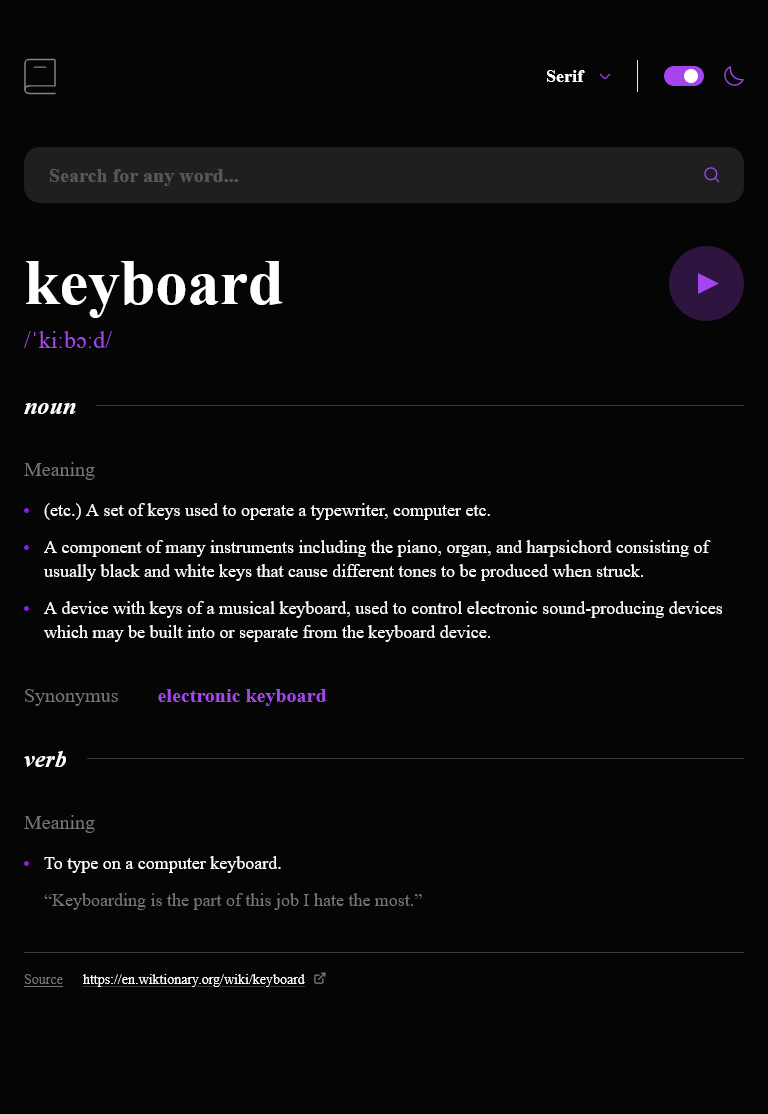 Serif
Search for any word...
keyboard
/ˈkiːbɔːd/
noun
Meaning
• (etc.) A set of keys used to operate a typewriter, computer etc.
• A component of many instruments including the piano, organ, and harpsichord consisting of
usually black and white keys that cause different tones to be produced when struck.
• A device with keys of a musical keyboard, used to control electronic sound-producing devices
which may be built into or separate from the keyboard device.
Synonymus electronic keyboard
verb
Meaning
• To type on a computer keyboard.
“Keyboarding is the part of this job I hate the most.”
Source https://en.wiktionary.org/wiki/keyboard